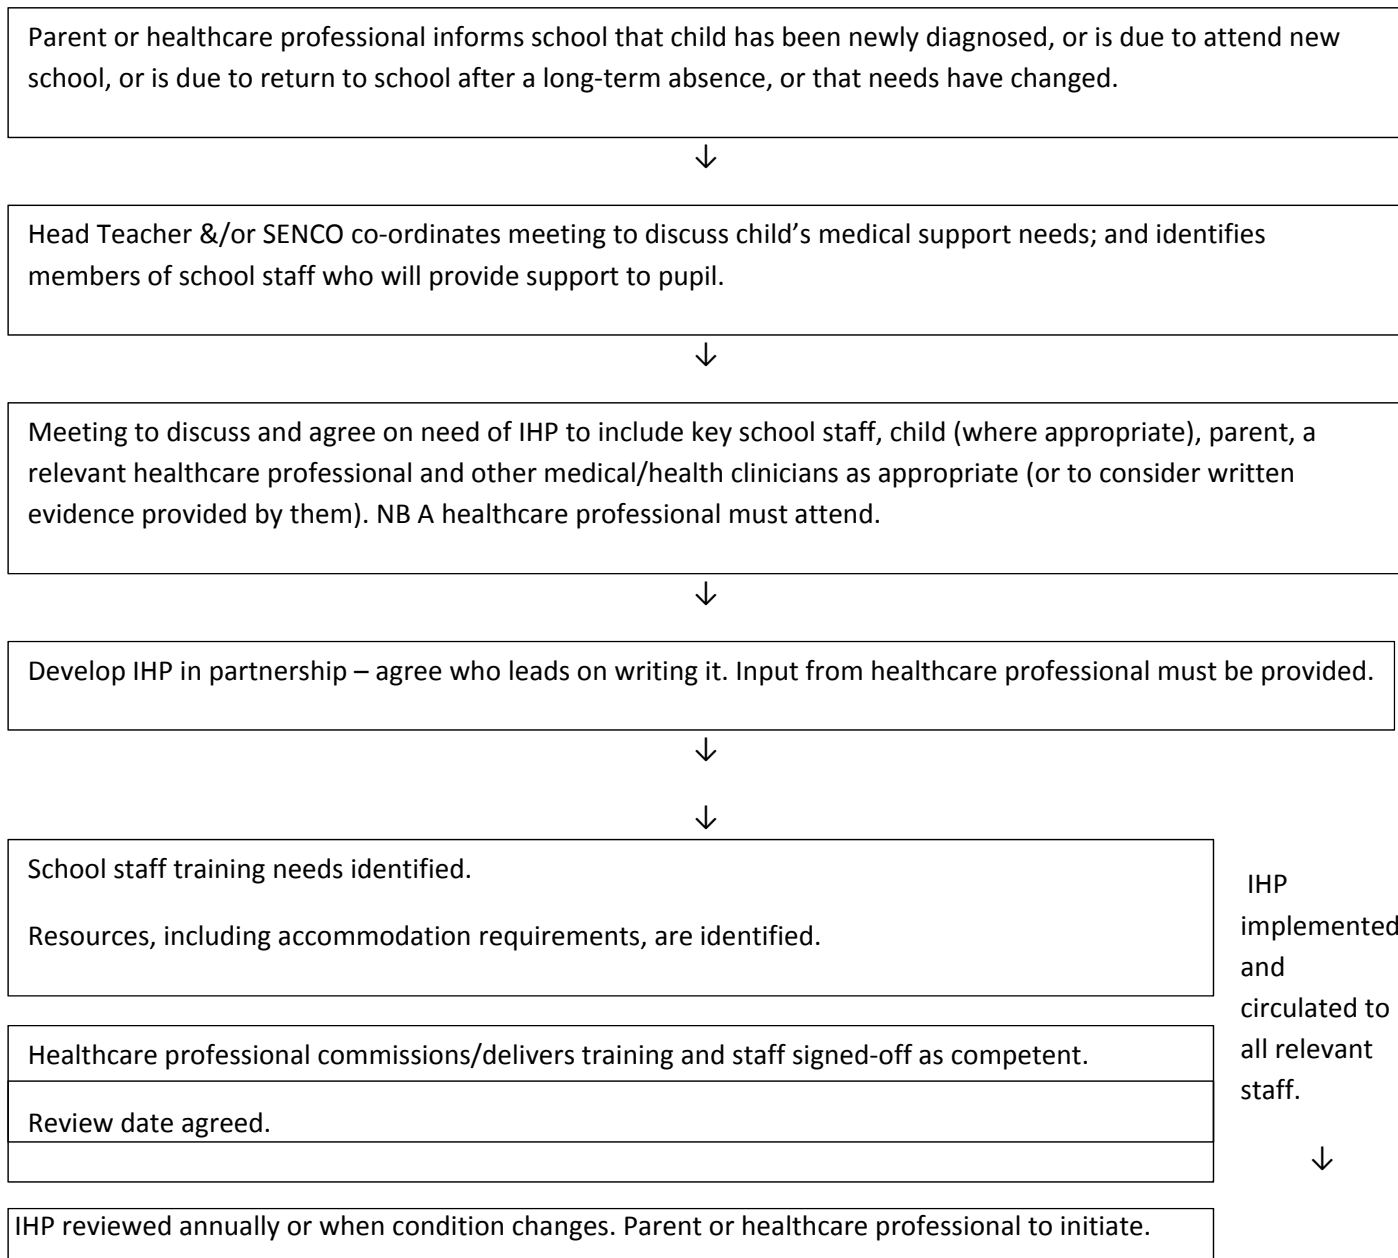 Parent or healthcare professional informs school that child has been newly diagnosed, or is due to attend new
school, or is due to return to school after a long-term absence, or that needs have changed.
↓
Head Teacher &/or SENCO co-ordinates meeting to discuss child’s medical support needs; and identifies
members of school staff who will provide support to pupil.
↓
Meeting to discuss and agree on need of IHP to include key school staff, child (where appropriate), parent, a
relevant healthcare professional and other medical/health clinicians as appropriate (or to consider written
evidence provided by them). NB A healthcare professional must attend.
↓
Develop IHP in partnership – agree who leads on writing it. Input from healthcare professional must be provided.
↓
↓
School staff training needs identified.
Resources, including accommodation requirements, are identified.
Healthcare professional commissions/delivers training and staff signed-off as competent.
Review date agreed.
IHP
implemented
and
circulated to
all relevant
staff.
↓
IHP reviewed annually or when condition changes. Parent or healthcare professional to initiate.